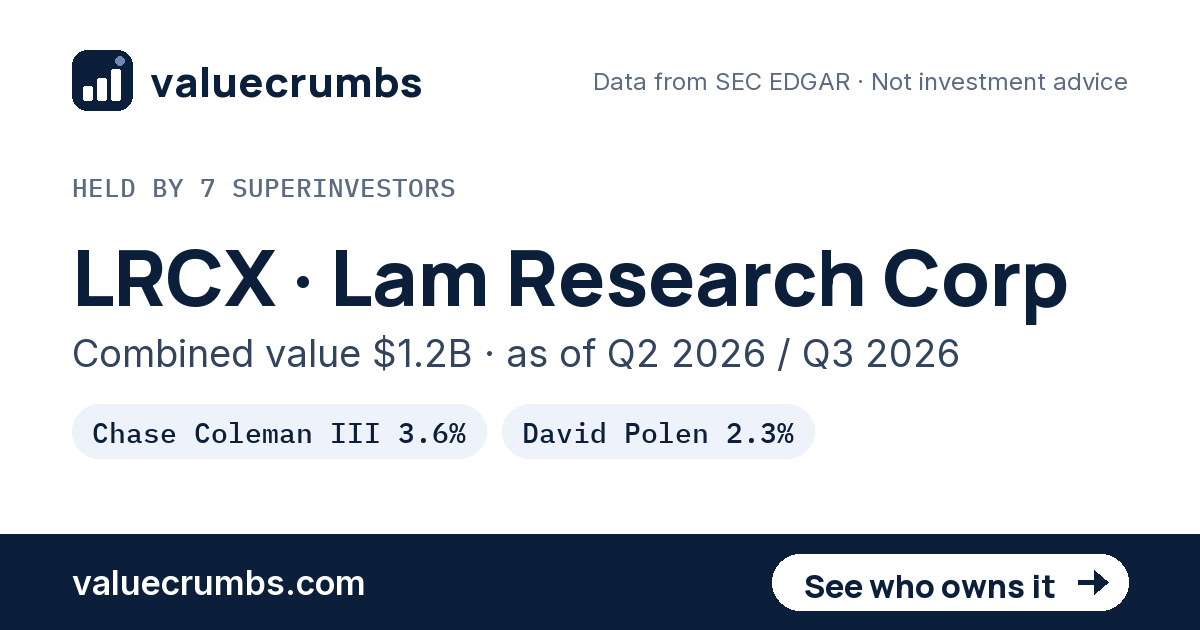 valuecrumbs
Data from SEC EDGAR · Not investment advice
HELD BY 7 SUPERINVESTORS
LRCX · Lam Research Corp
Combined value $1.2B · as of Q2 2026 / Q3 2026
Chase Coleman III 3.6%
David Polen 2.3%
valuecrumbs.com
See who owns it →